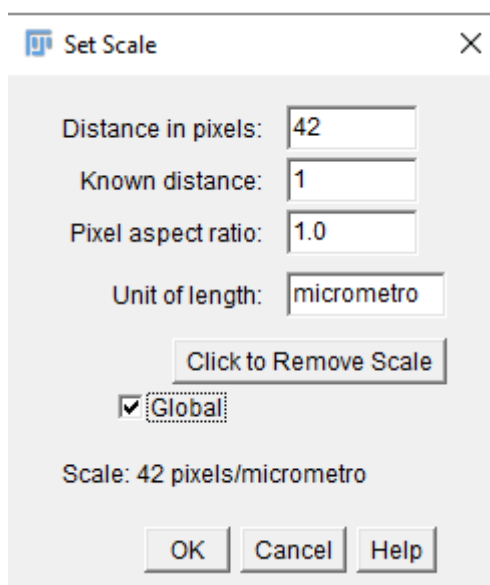 Set Scale
Distance in pixels: 42
Known distance: 1
Pixel aspect ratio: 1.0
Unit of length: micrometro
Click to Remove Scale
Global
Scale: 42 pixels/micrometro
OK Cancel Help